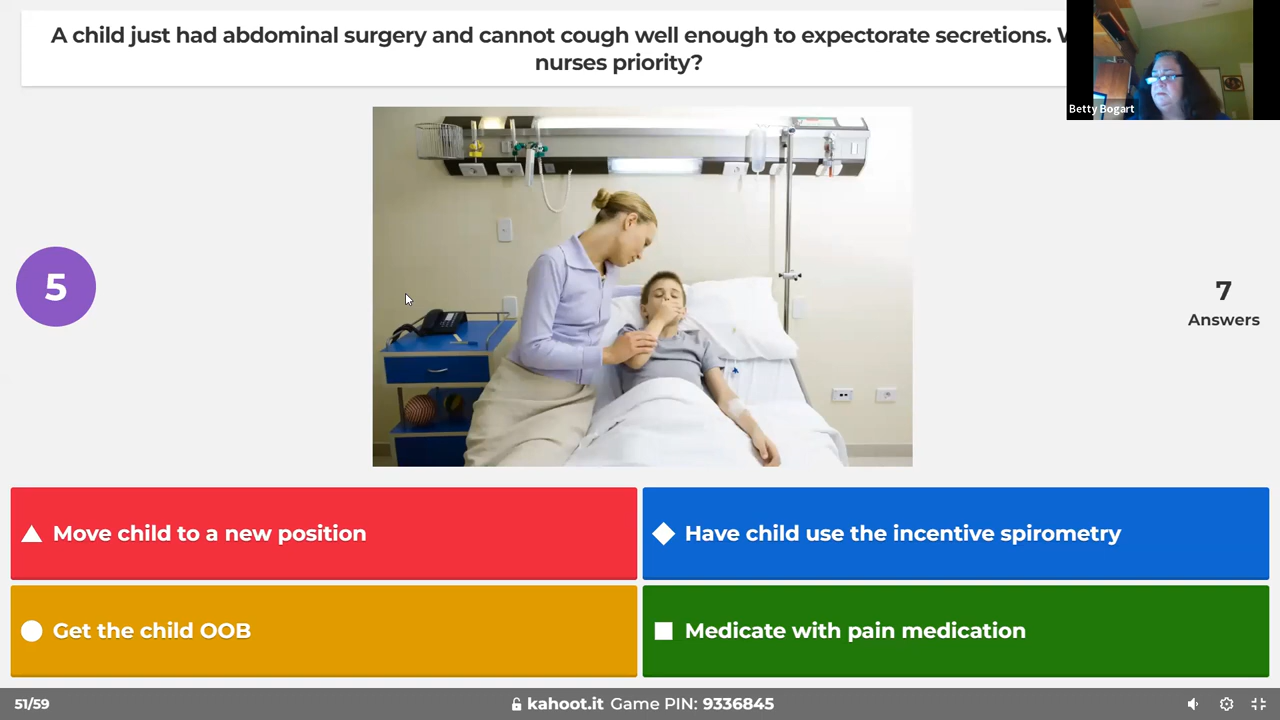 A child just had abdominal surgery and cannot cough well enough to expectorate secretions.
nurses priority?
Betty Bogart
5
7
Answers
Move child to a new position
Have child use the incentive spirometry
Get the child OOB
Medicate with pain medication
51/59
kahoot.it Game PIN: 9336845